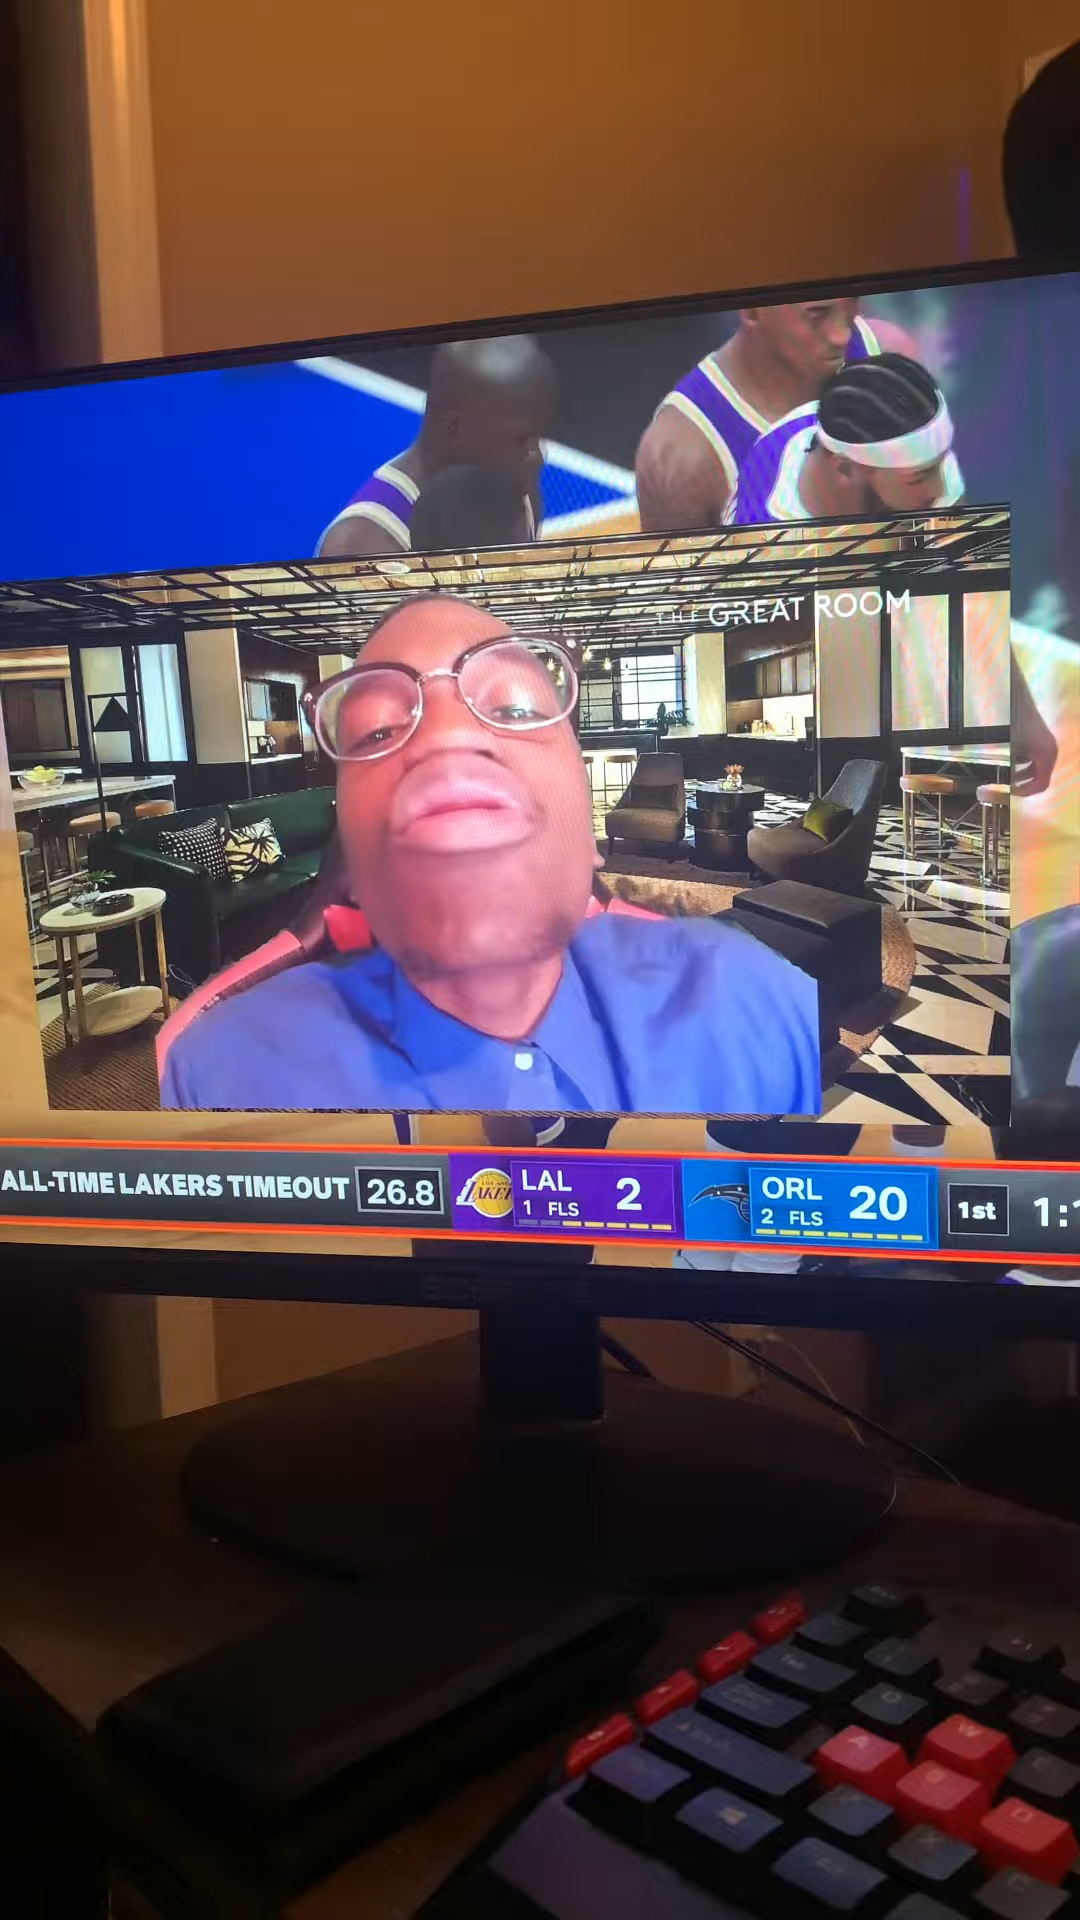 THE GREAT ROOM
ALL-TIME LAKERS TIMEOUT 26.8
LAL 2
1 FLS
ORL 20
2 FLS
1st
W
A
S
D